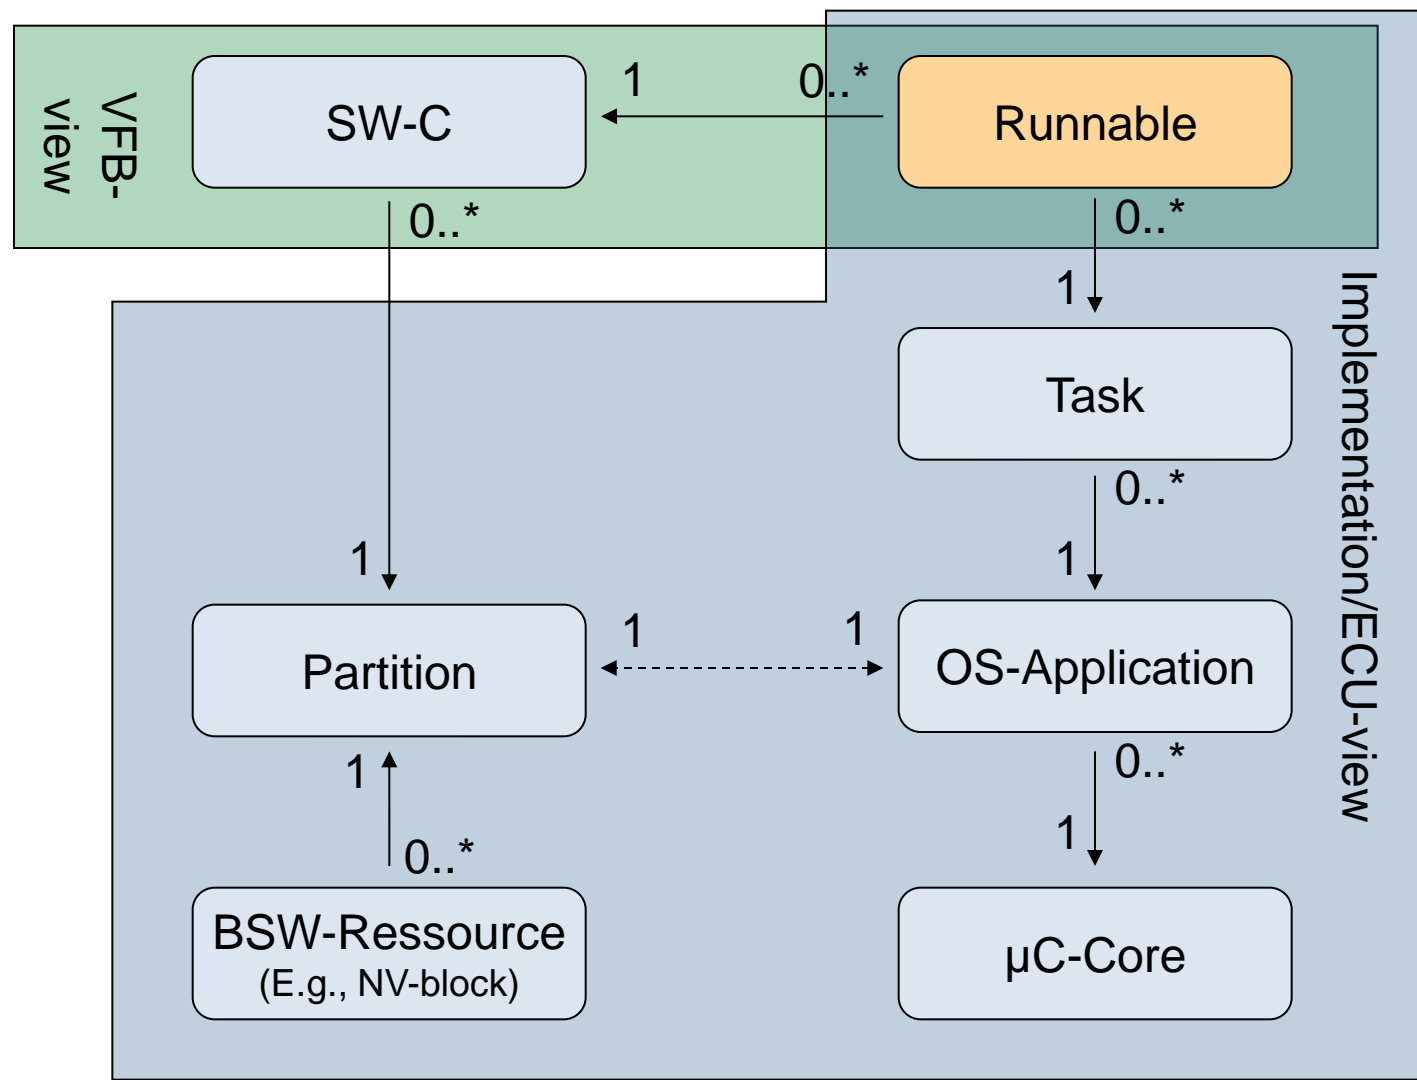 VFB-
view
SW-C
1
0..*
Runnable
0..*
0..*
1
Task
0..*
1
1
Partition
1
1
OS-Application
1
0..*
0..*
1
BSW-Ressource
(E.g., NV-block)
µC-Core
Implementation/ECU-view